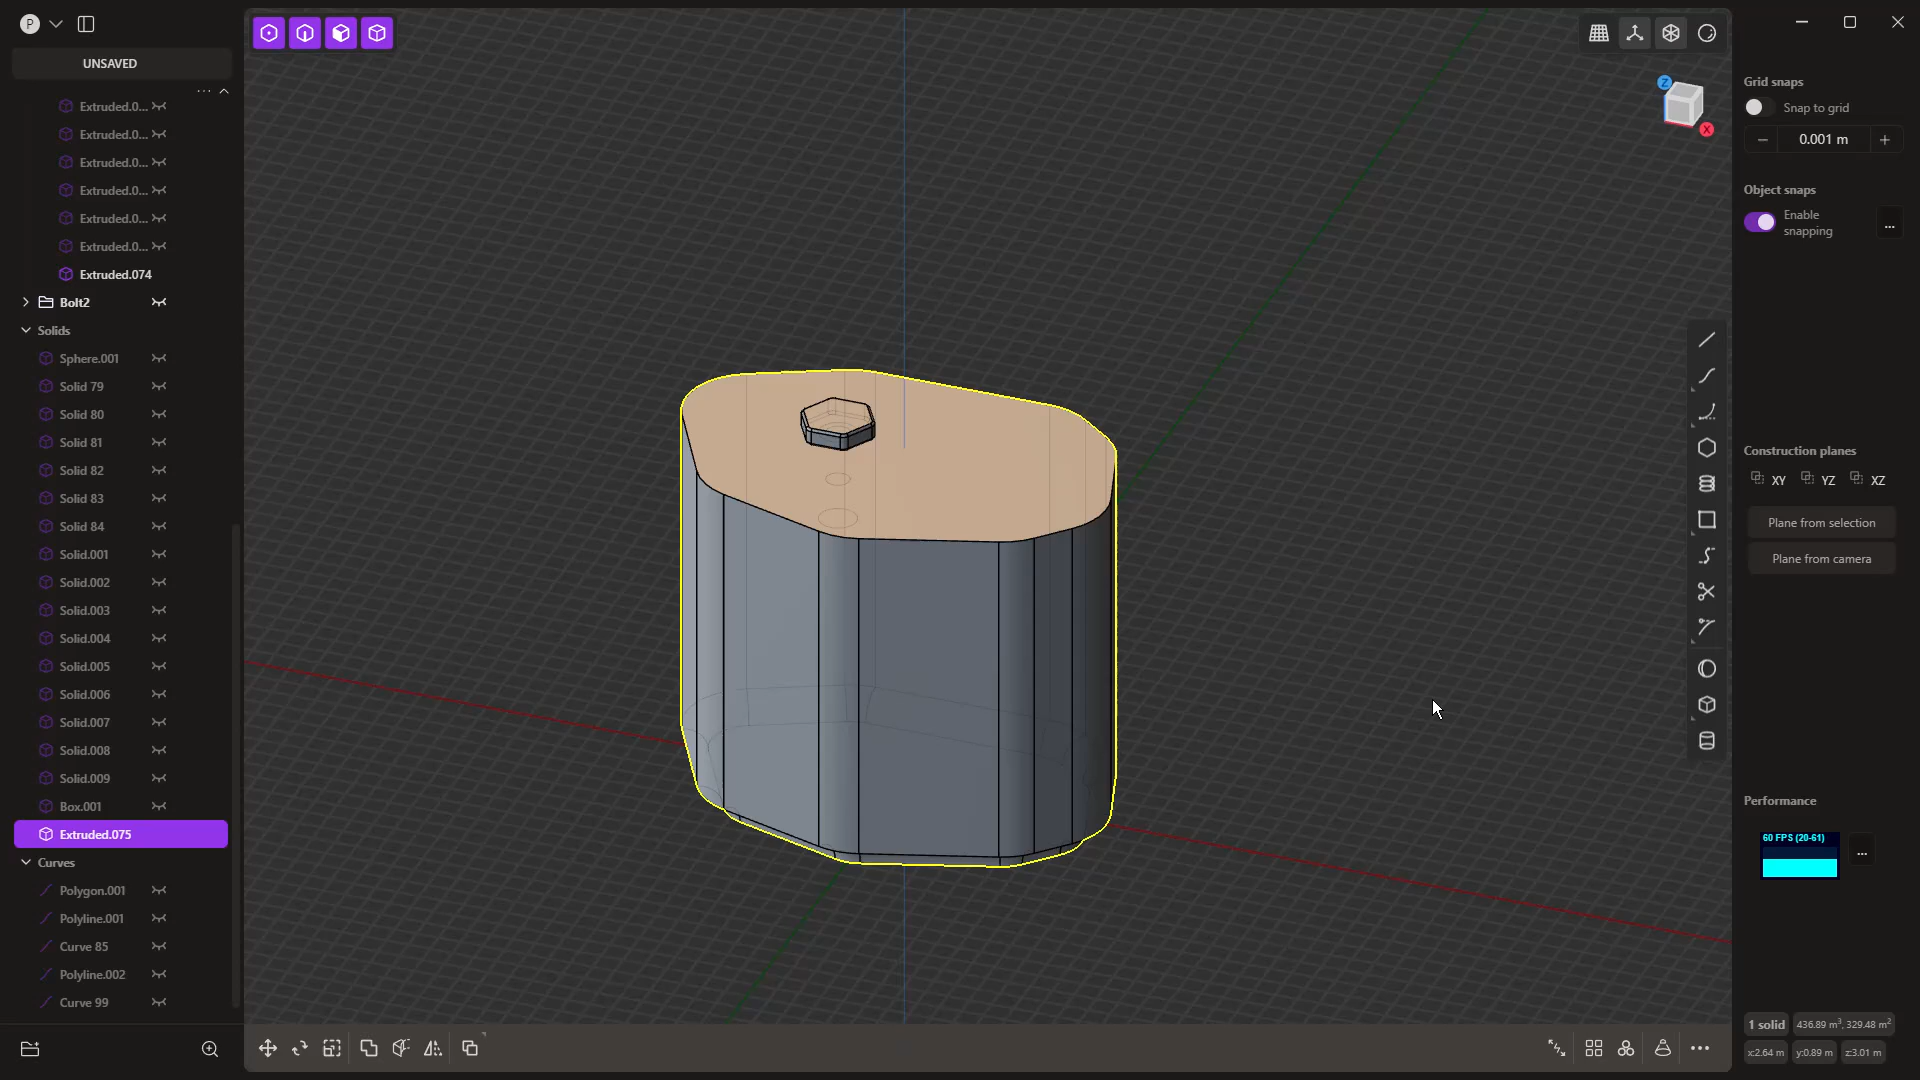 P
UNSAVED
...
Extruded.0...
Extruded.0...
Extruded.0...
Extruded.0...
Extruded.0...
Extruded.0...
Extruded.074
Bolt2
Solids
Sphere.001
Solid 79
Solid 80
Solid 81
Solid 82
Solid 83
Solid 84
Solid.001
Solid.002
Solid.003
Solid.004
Solid.005
Solid.006
Solid.007
Solid.008
Solid.009
Box.001
Extruded.075
Curves
Polygon.001
Polyline.001
Curve 85
Polyline.002
Curve 99
Z
X
Grid snaps
Snap to grid
0.001 m
Object snaps
Enable
snapping
...
Construction planes
XY YZ XZ
Plane from selection
Plane from camera
Performance
60 FPS (20-61)
...
1 solid 436.89 m³, 329.48 m²
x:2.64 m y:0.89 m z:3.01 m